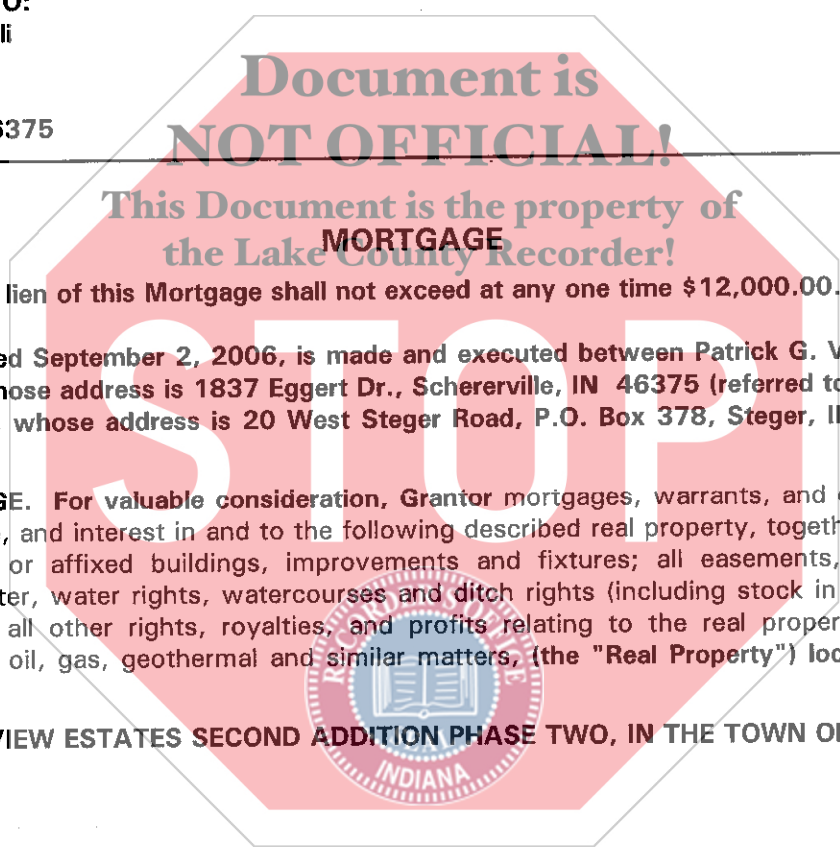 O:
li
Document is
6375
NOT OFFICIAL!
This Document is the property of
MORTGAGE
the Lake County Recorder!
lien of this Mortgage shall not exceed at any one time $12,000.00.
ed September 2, 2006, is made and executed between Patrick G. V
hose address is 1837 Eggert Dr., Schererville, IN 46375 (referred to
whose address is 20 West Steger Road, P.O. Box 378, Steger, Il
STOP
GE. For valuable consideration, Grantor mortgages, warrants, and
, and interest in and to the following described real property, togeth
or affixed buildings, improvements and fixtures; all easements,
ter, water rights, watercourses and ditch rights (including stock in
all other rights, royalties, and profits relating to the real proper
oil, gas, geothermal and similar matters, (the "Real Property") loc
RECORDER'S OFFICE
VIEW ESTATES SECOND ADDITION PHASE TWO, IN THE TOWN OF
INDIANA